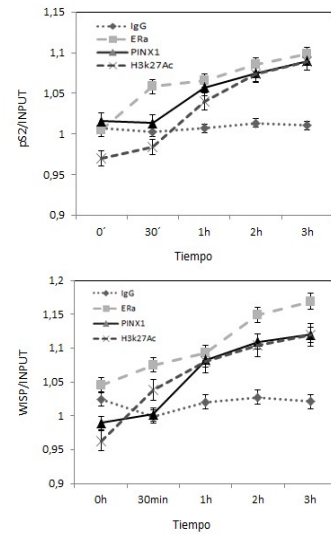 IgG
ERa
PINX1
H3k27Ac
1,15
1,1
1,05
1
0,95
0,9
pS2/INPUT
0´ 30´ 1h 2h 3h
Tiempo
IgG
ERa
PINX1
H3k27Ac
1,2
1,15
1,1
1,05
1
0,95
0,9
WISP/INPUT
0h 30min 1h 2h 3h
Tiempo